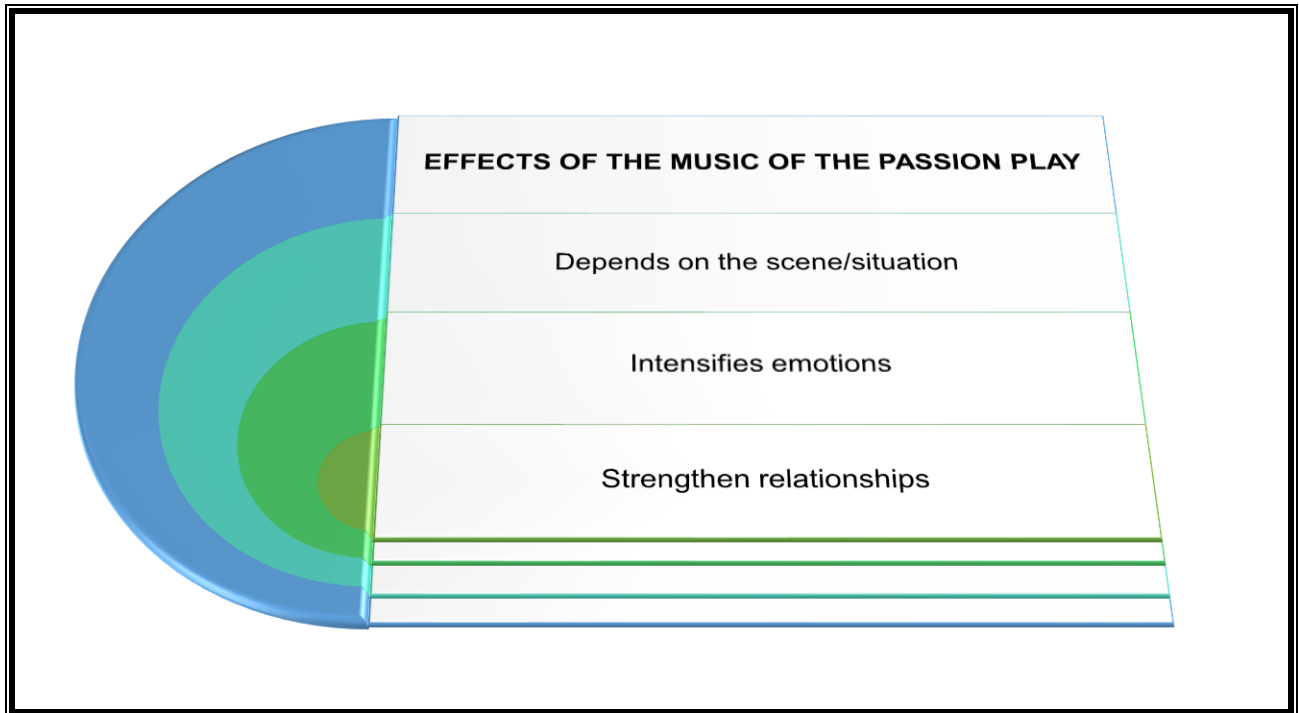 EFFECTS OF THE MUSIC OF THE PASSION PLAY
Depends on the scene/situation
Intensifies emotions
Strengthen relationships